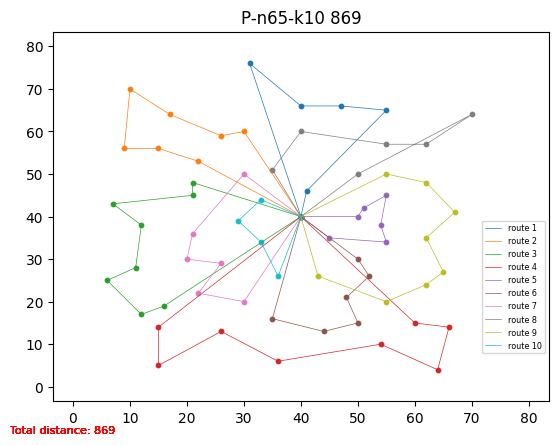 P-n65-k10 869
80
70
60
50
40
30
20
10
0
route 1
route 2
route 3
route 4
route 5
route 6
route 7
route 8
route 9
route 10
0 10 20 30 40 50 60 70 80
Total distance: 869